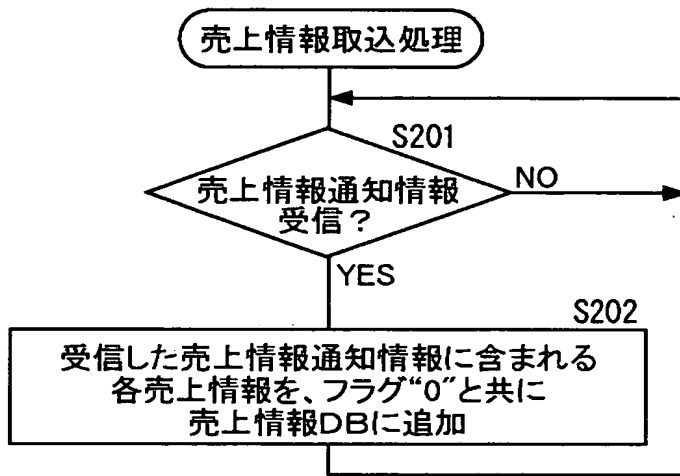 売上情報取込処理
S201
売上情報通知情報
受信？
NO
YES
S202
受信した売上情報通知情報に含まれる
各売上情報を、フラグ“0”と共に
売上情報DBに追加